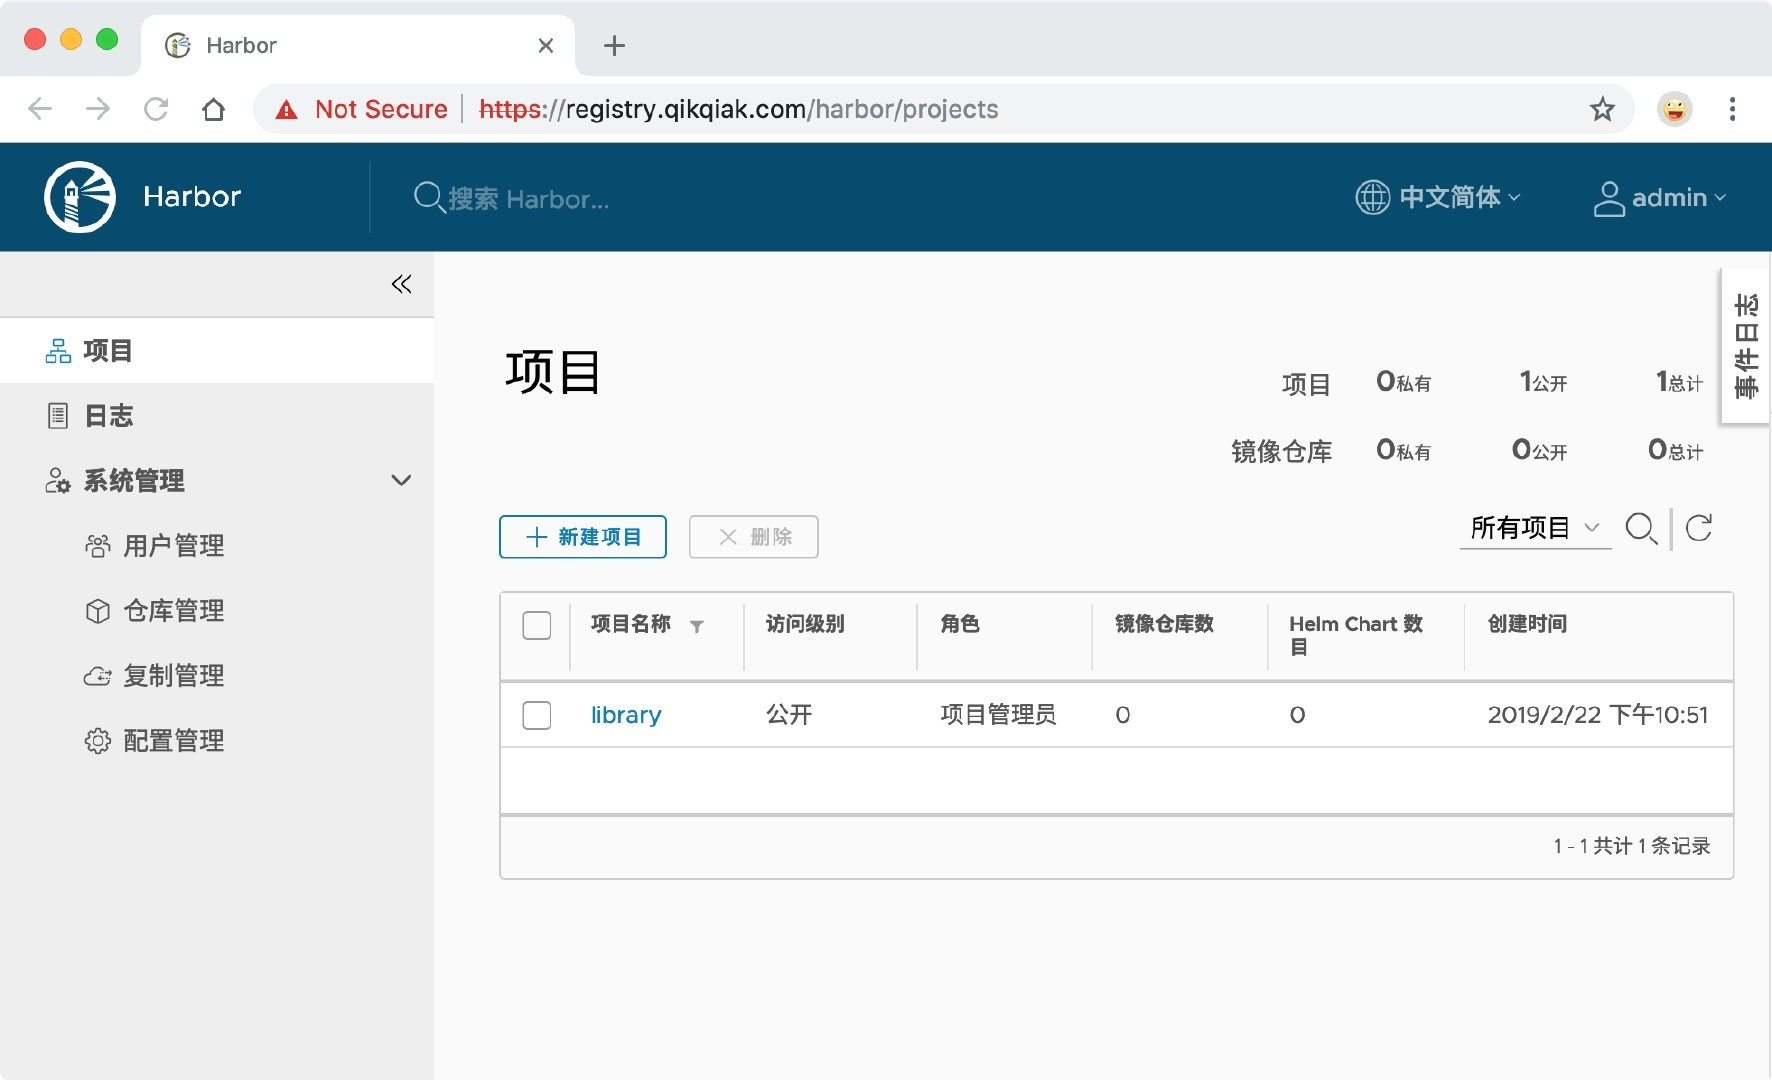 Harbor
Not Secure https://registry.qikqiak.com/harbor/projects
Harbor
搜索 Harbor...
中文简体
admin
项目
日志
系统管理
用户管理
仓库管理
复制管理
配置管理
事件日志
项目
项目 0私有 1公开 1总计
镜像仓库 0私有 0公开 0总计
新建项目 删除
所有项目
项目名称 访问级别 角色 镜像仓库数 Helm Chart 数目 创建时间
library 公开 项目管理员 0 0 2019/2/22 下午10:51
1 - 1 共计 1 条记录